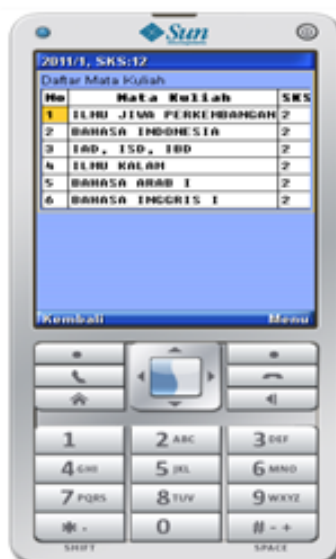 Sun
2011/1, SKS:12
Daftar Mata Kuliah
No Mata Kuliah SKS
1 ILMU JIWA PERKEMBANGAN 2
2 BAHASA INDONESIA 2
3 IAD, ISD, IBD 2
4 ILMU KALAM 2
5 BAHASA ARAB I 2
6 BAHASA INGGRIS I 2
Kembali Menu
1 2 ABC 3 DEF
4 GHI 5 JKL 6 MNO
7 PQRS 8 TUV 9 WXYZ
* - 0 # - +
SHIFT SPACE